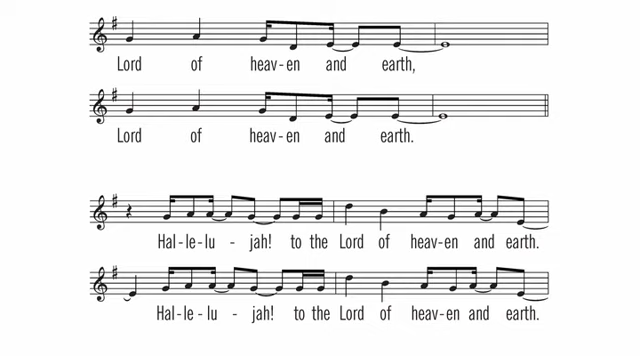 Lord of heav-en and earth,
Lord of heav-en and earth.
Hal-le-lu - jah! to the Lord of heav-en and earth.
Hal-le-lu - jah! to the Lord of heav-en and earth.